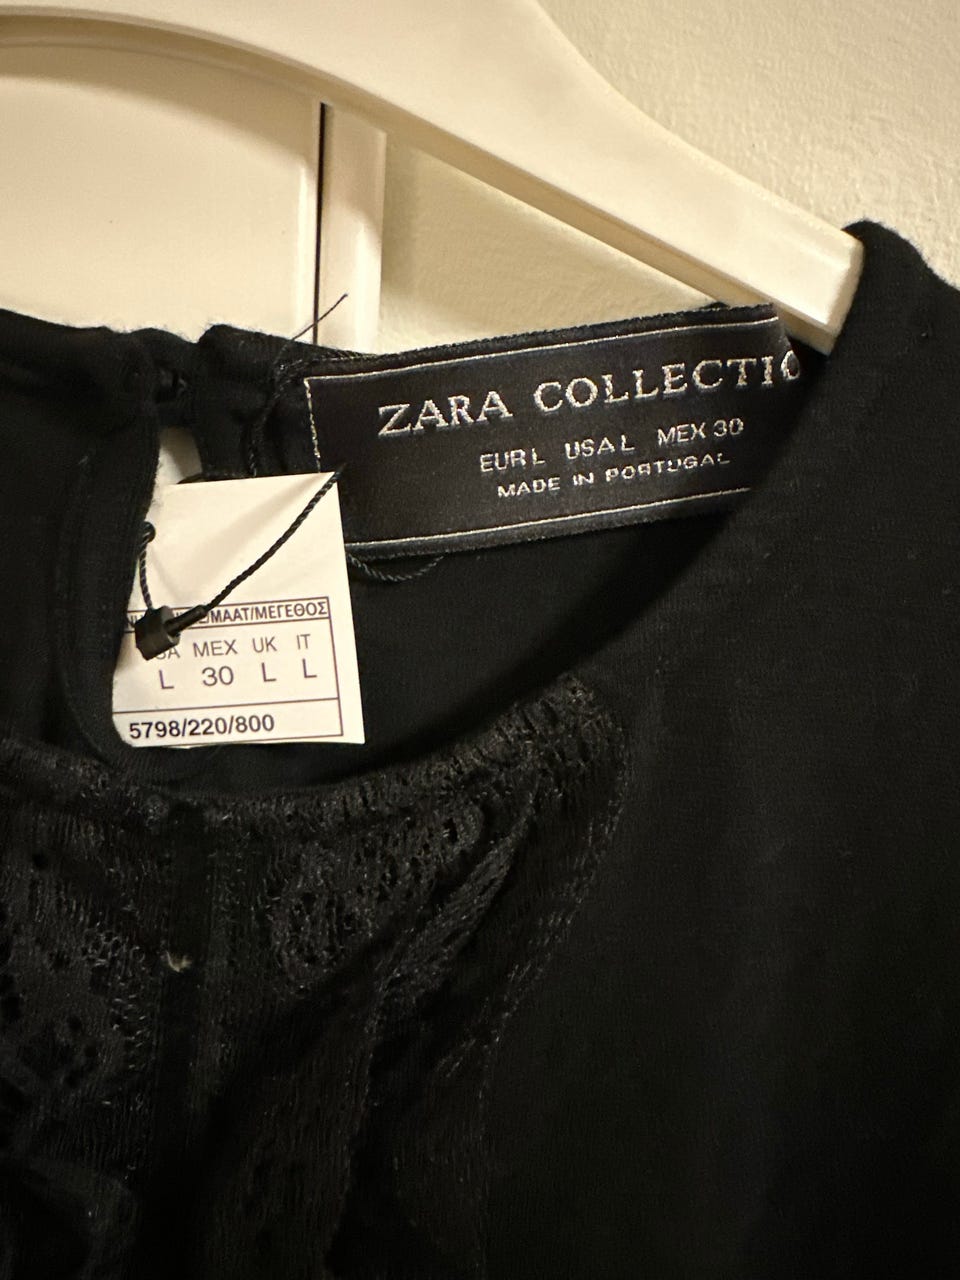 ZARA COLLECTIO
EUR L USA L MEX 30
MADE IN PORTUGAL
/MAAT/ΜΕΓΕΘΟΣ
MEX UK IT
L 30 L L
5798/220/800